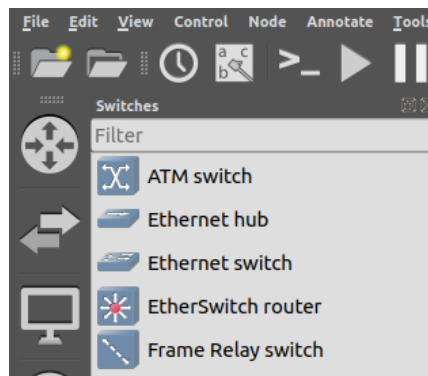 File Edit View Control Node Annotate Tools
a c
b
>_
Switches
Filter
ATM switch
Ethernet hub
Ethernet switch
EtherSwitch router
Frame Relay switch